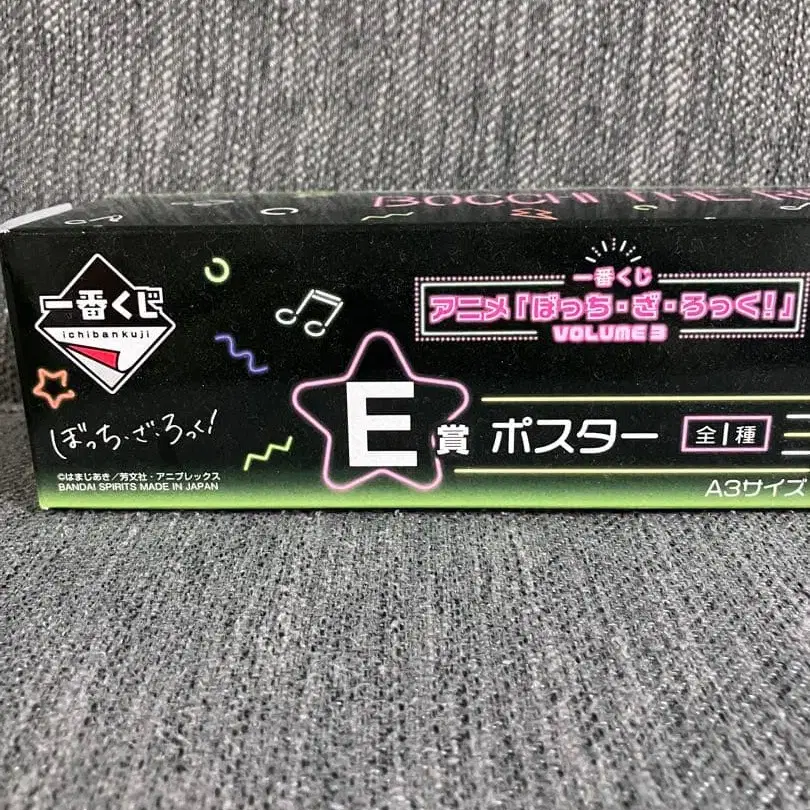 BOCCHI THE
一番くじ
ichibankuji
ぼっち・ざ・ろっく!
©はまじあき/芳文社・アニプレックス
BANDAI SPIRITS MADE IN JAPAN
一番くじ
アニメ『ぼっち・ざ・ろっく!』
VOLUME3
E賞 ポスター 全1種
A3サイズ